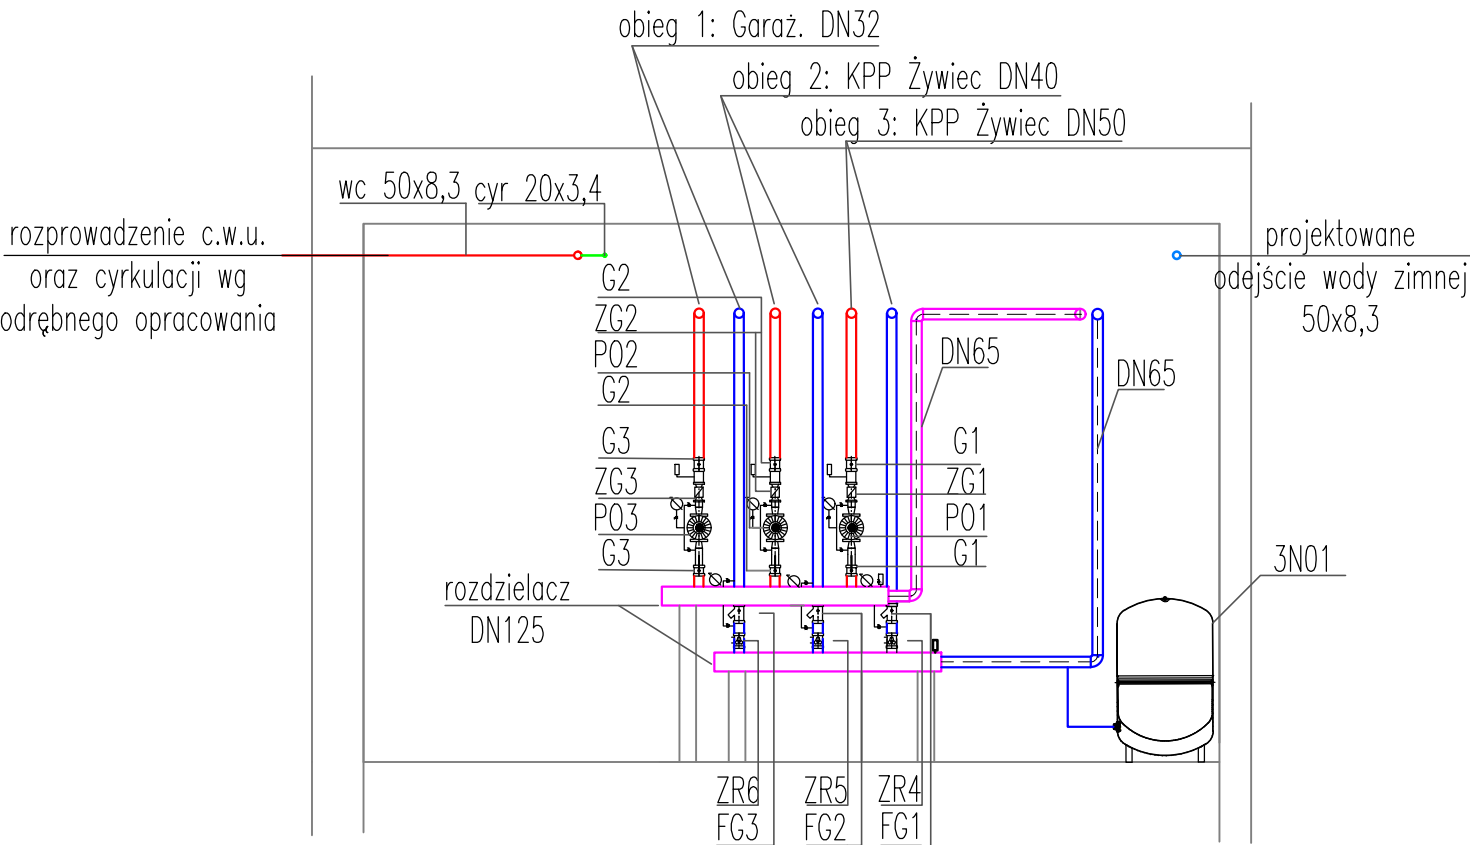 obieg 1: Garaż. DN32
obieg 2: KPP Żywiec DN40
obieg 3: KPP Żywiec DN50
wc 50x8,3
cyr 20x3,4
rozprowadzenie c.w.u.
oraz cyrkulacji wg
odrębnego opracowania
projektowane
odejście wody zimnej
50x8,3
G2
ZG2
PO2
G2
G3
ZG3
PO3
G3
DN65
DN65
G1
ZG1
PO1
G1
3N01
rozdzielacz
DN125
ZR6
FG3
ZR5
FG2
ZR4
FG1